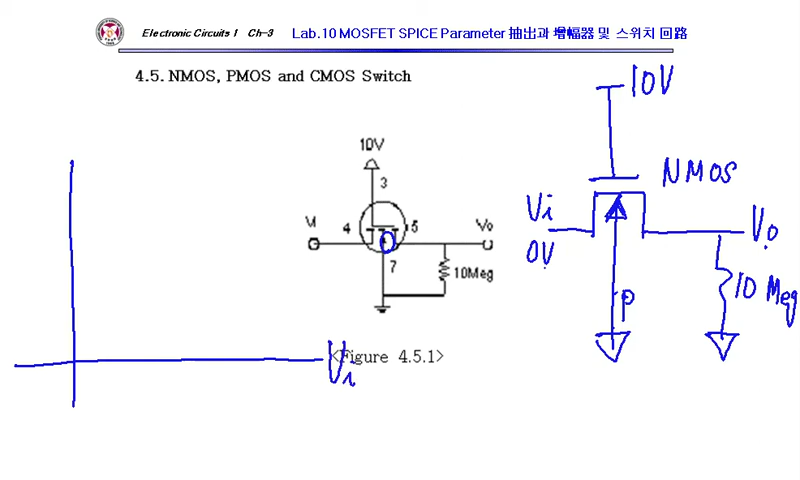 Electronic Circuits 1 Ch-3
Lab.10 MOSFET SPICE Parameter 抽出과 增幅器 및 스위치 回路
4.5. NMOS, PMOS and CMOS Switch
10V
3
Vi
4
5
Vo
7
10Meg
<Figure 4.5.1>
Vi
10V
NMOS
Vi
0V
Vo
P
10 Meg